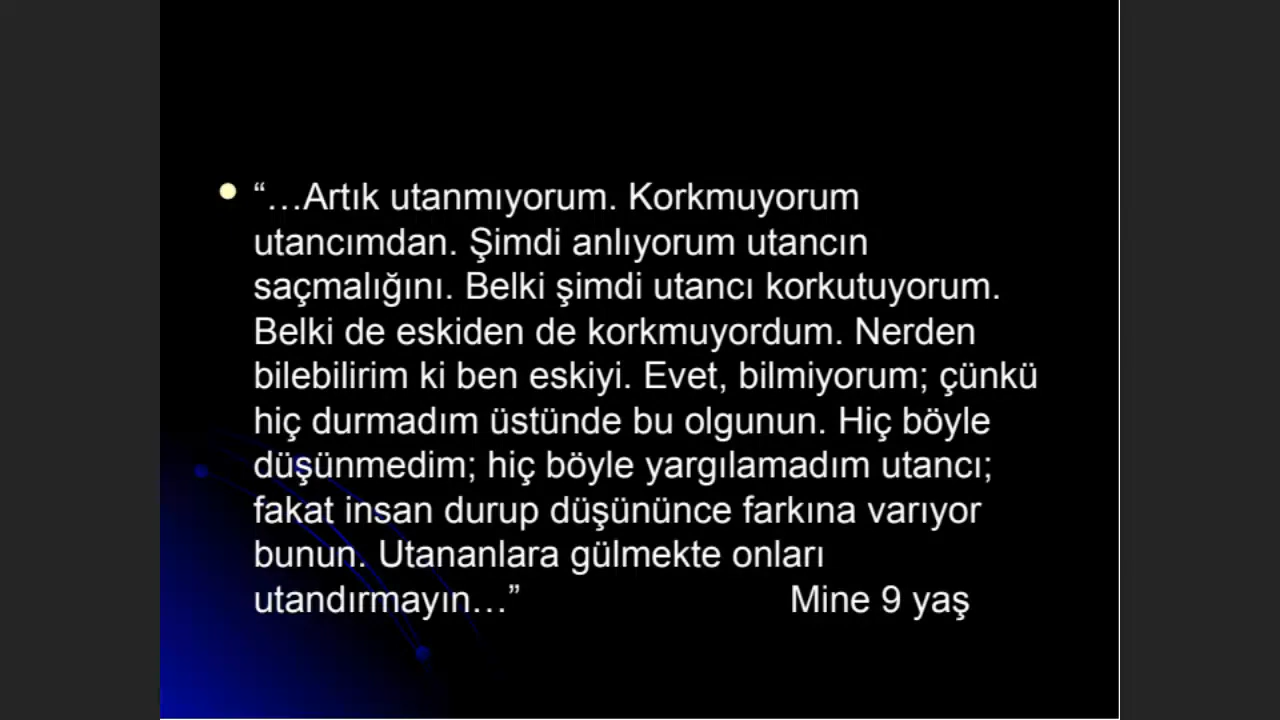 “…Artık utanmıyorum. Korkmuyorum
utancımdan. Şimdi anlıyorum utancın
saçmalığını. Belki şimdi utancı korkutuyorum.
Belki de eskiden de korkmuyordum. Nerden
bilebilirim ki ben eskiyi. Evet, bilmiyorum; çünkü
hiç durmadım üstünde bu olgunun. Hiç böyle
düşünmedim; hiç böyle yargılamadım utancı;
fakat insan durup düşününce farkına varıyor
bunun. Utananlara gülmekte onları
utandırmayın…” Mine 9 yaş